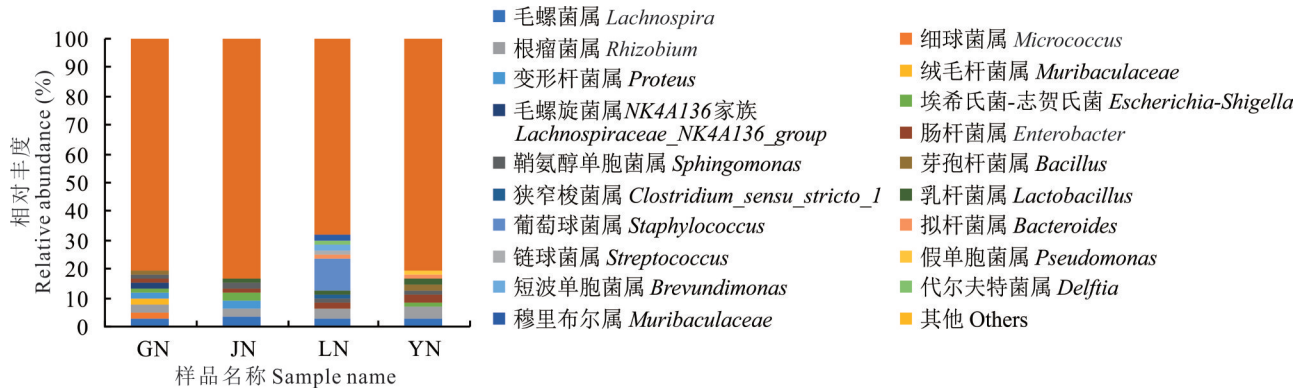 相对丰度
Relative abundance (%)
100
90
80
70
60
50
40
30
20
10
0
GN JN LN YN
样品名称 Sample name
毛螺菌属 Lachnospira
根瘤菌属 Rhizobium
变形杆菌属 Proteus
毛螺旋菌属NK4A136家族
Lachnospiraceae_NK4A136_group
鞘氨醇单胞菌属 Sphingomonas
狭窄梭菌属 Clostridium_sensu_stricto_1
葡萄球菌属 Staphylococcus
链球菌属 Streptococcus
短波单胞菌属 Brevundimonas
穆里布尔属 Muribaculaceae
细球菌属 Micrococcus
绒毛杆菌属 Muribaculaceae
埃希氏菌-志贺氏菌 Escherichia-Shigella
肠杆菌属 Enterobacter
芽孢杆菌属 Bacillus
乳杆菌属 Lactobacillus
拟杆菌属 Bacteroides
假单胞菌属 Pseudomonas
代尔夫特菌属 Delftia
其他 Others